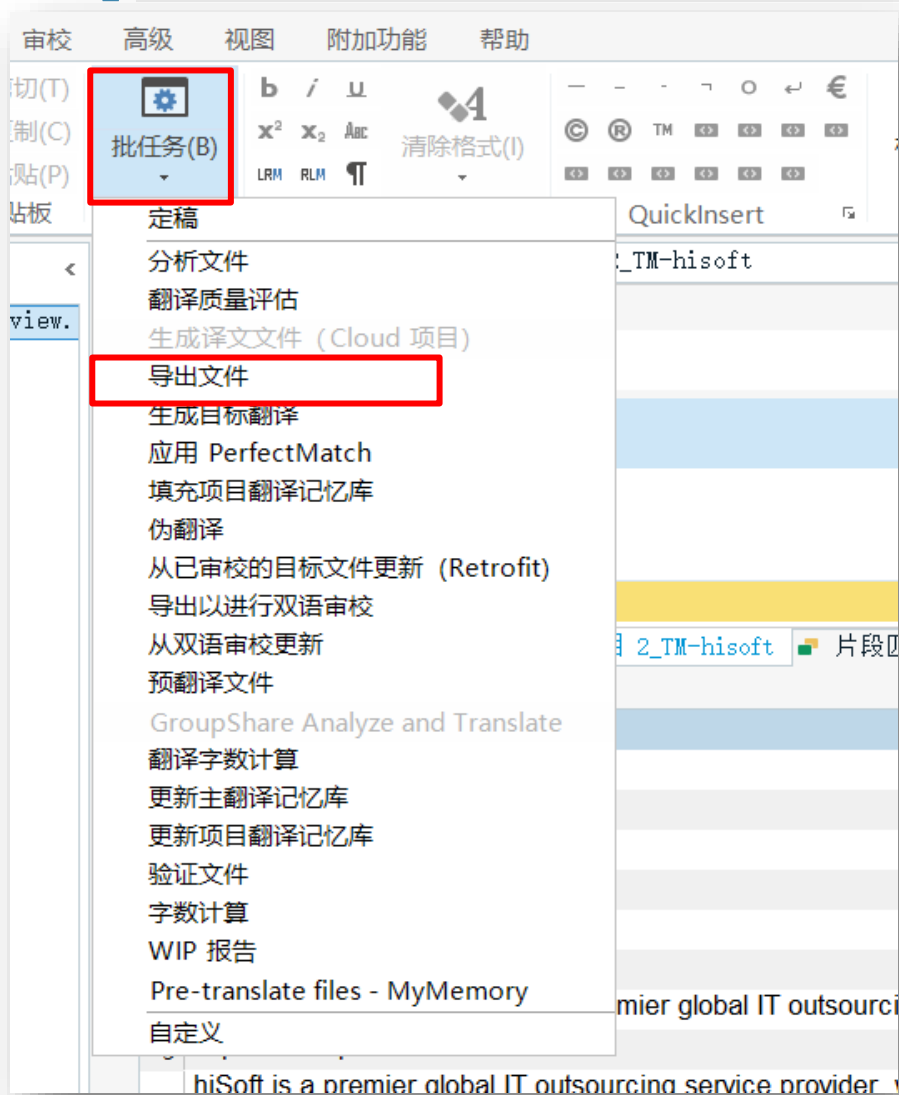 审校 高级 视图 附加功能 帮助
切(T)
制(C)
贴(P)
贴板
批任务(B)
b i u
x² x₂ ABC
LRM RLM ¶
清除格式(I)
— – - ¬ O ↵ €
© ® TM
QuickInsert
定稿
分析文件
翻译质量评估
生成译文文件（Cloud 项目）
导出文件
生成目标翻译
应用 PerfectMatch
填充项目翻译记忆库
伪翻译
从已审校的目标文件更新（Retrofit)
导出以进行双语审校
从双语审校更新
预翻译文件
GroupShare Analyze and Translate
翻译字数计算
更新主翻译记忆库
更新项目翻译记忆库
验证文件
字数计算
WIP 报告
Pre-translate files - MyMemory
自定义
view.
_TM-hisoft
2_TM-hisoft 片段匹
mier global IT outsourci
hiSoft is a premier global IT outsourcing service provider